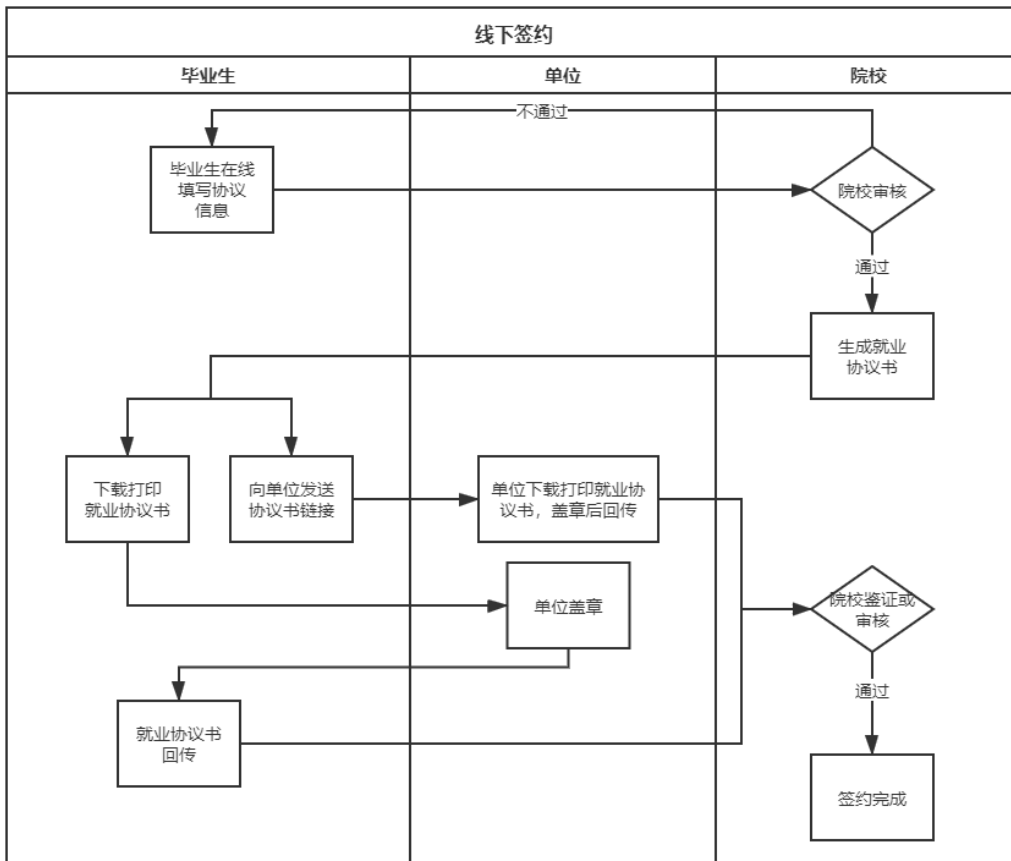 线下签约
毕业生
单位
院校
不通过
毕业生在线
填写协议
信息
院校审核
通过
生成就业
协议书
下载打印
就业协议书
向单位发送
协议书链接
单位下载打印就业协
议书，盖章后回传
单位盖章
院校鉴证或
审核
通过
就业协议书
回传
签约完成